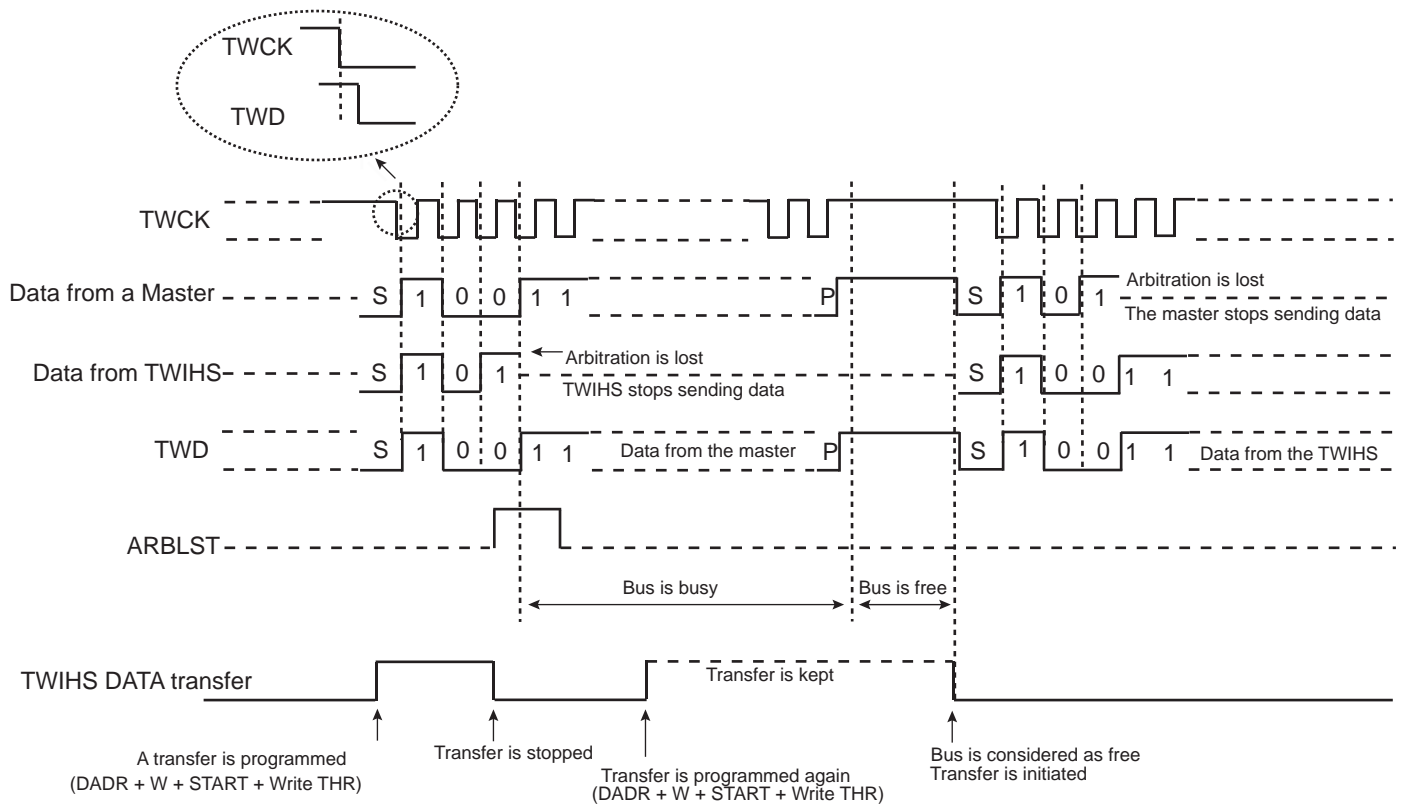 TWCK
TWD
TWCK
Data from a Master S 1 0 0 1 1 P S 1 0 1 Arbitration is lost
The master stops sending data
Data from TWIHS S 1 0 1 Arbitration is lost
TWIHS stops sending data S 1 0 0 1 1
TWD S 1 0 0 1 1 Data from the master P S 1 0 0 1 1 Data from the TWIHS
ARBLST
Bus is busy Bus is free
TWIHS DATA transfer Transfer is kept
A transfer is programmed
(DADR + W + START + Write THR)
Transfer is stopped
Transfer is programmed again
(DADR + W + START + Write THR)
Bus is considered as free
Transfer is initiated